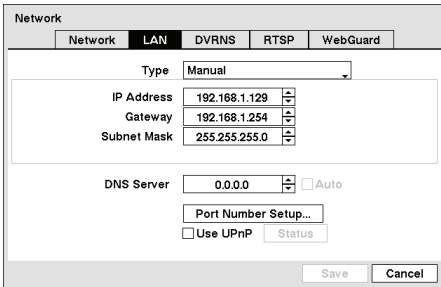 Network
Network LAN DVRNS RTSP WebGuard
Type Manual
IP Address 192.168.1.129
Gateway 192.168.1.254
Subnet Mask 255.255.255.0
DNS Server 0.0.0.0 Auto
Port Number Setup...
Use UPnP Status
Save Cancel